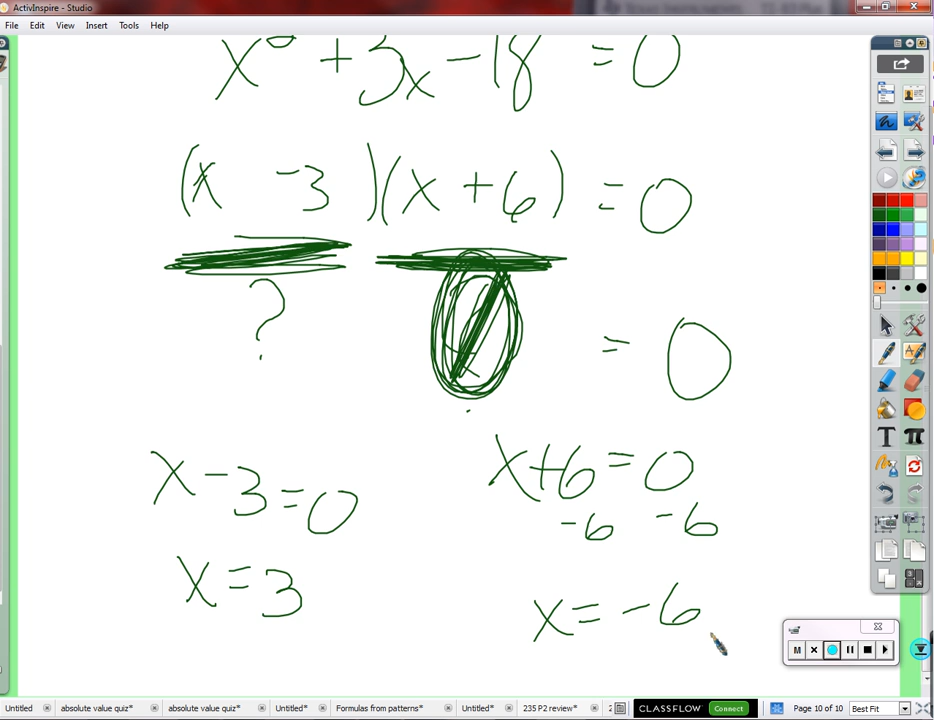 ActivInspire - Studio
File Edit View Insert Tools Help
+ 3x - 18 = 0
(x - 3)(x + 6) = 0
?
= 0
x - 3 = 0
x + 6 = 0
-6 -6
x = 3
x = -6
M
Untitled absolute value quiz* absolute value quiz* Untitled* Formulas from patterns* Untitled* 235 P2 review* 2 CLASSFLOW Connect Page 10 of 10 Best Fit